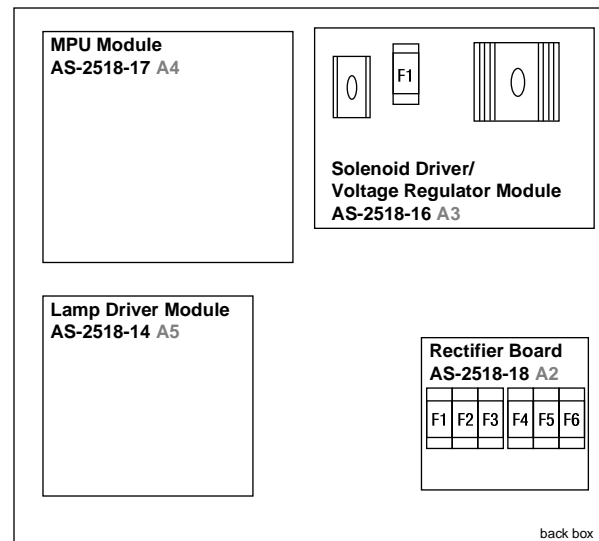 MPU Module
AS-2518-17 A4
F1
Solenoid Driver/
Voltage Regulator Module
AS-2518-16 A3
Lamp Driver Module
AS-2518-14 A5
Rectifier Board
AS-2518-18 A2
F1 F2 F3 F4 F5 F6
back box